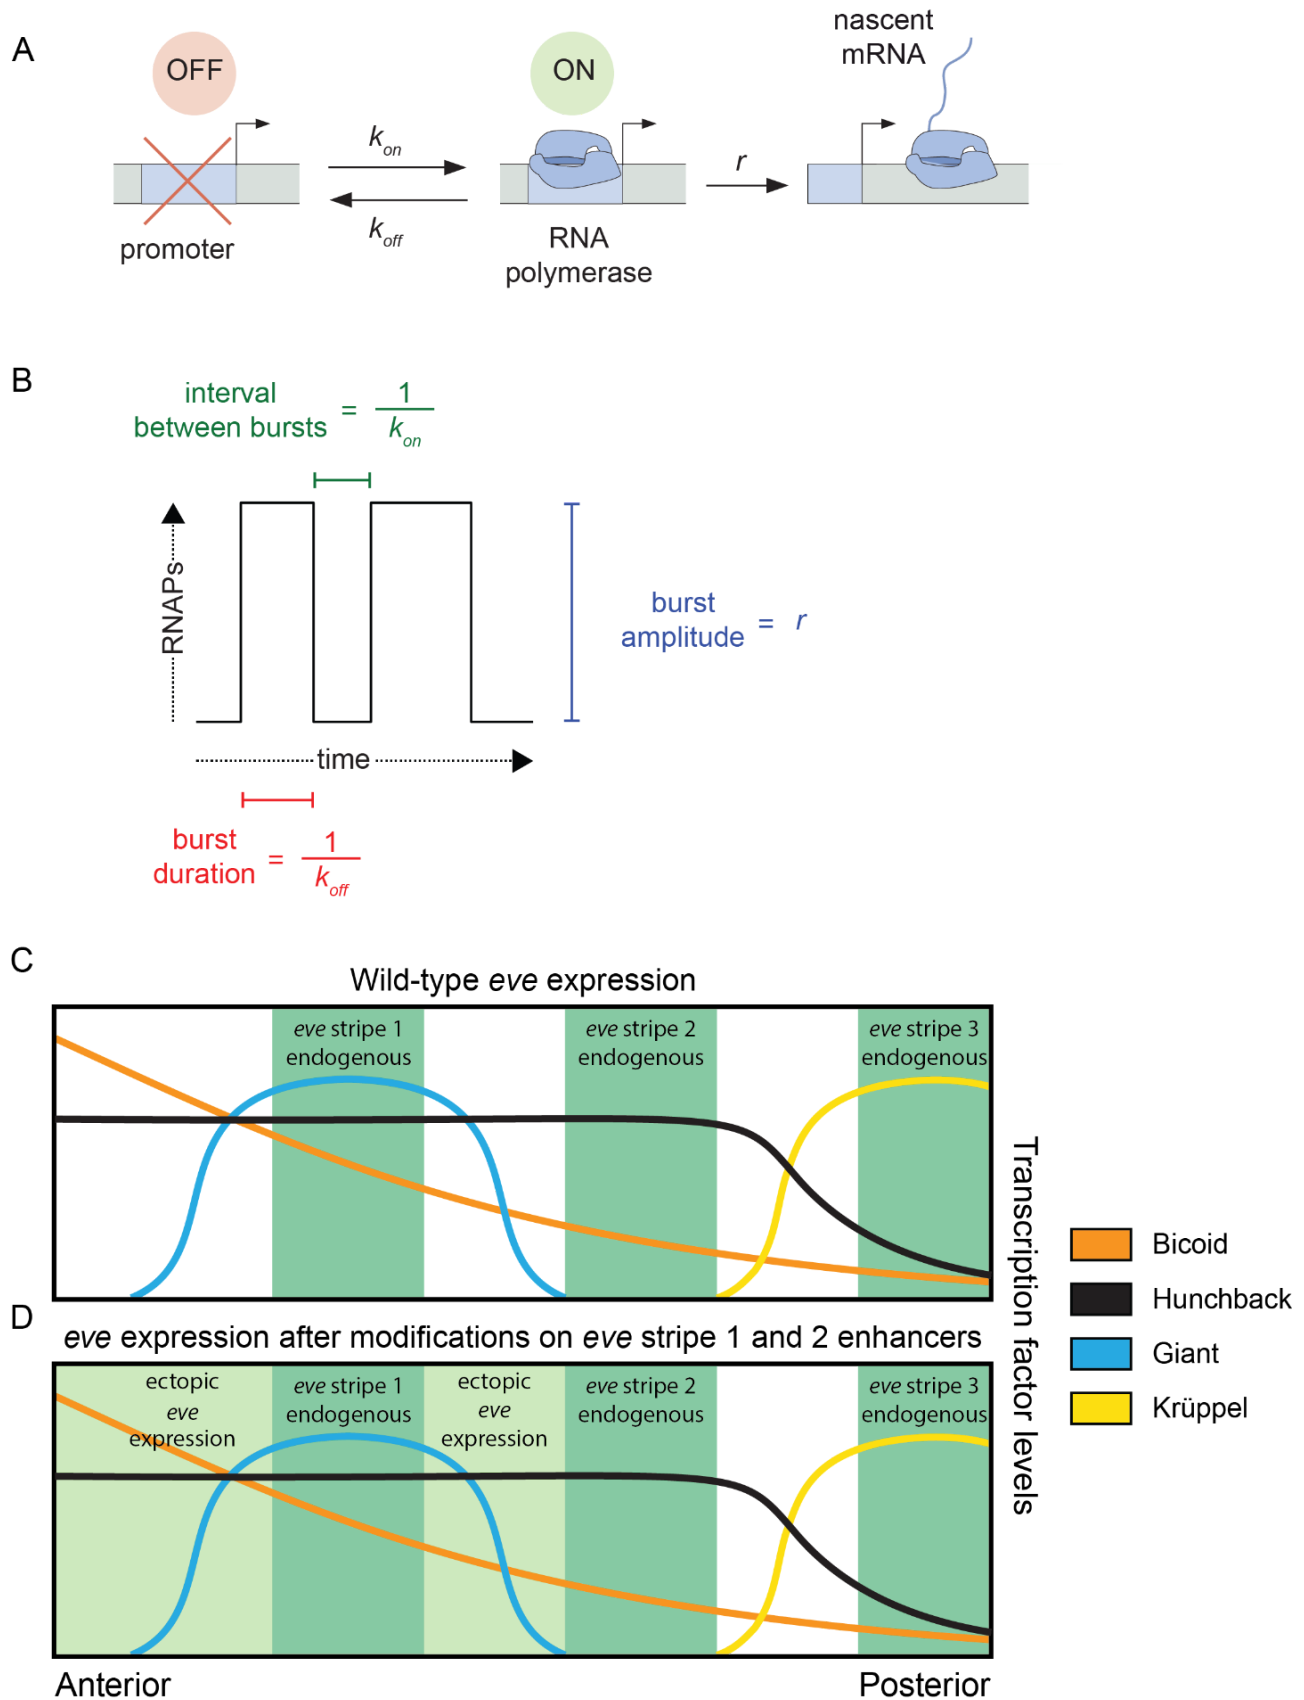 A
OFF
ON
nascent
mRNA
k_on
k_off
r
promoter
RNA
polymerase
B
interval
between bursts = 1/k_on
RNAPs
time
burst
amplitude = r
burst
duration = 1/k_off
C
Wild-type eve expression
eve stripe 1
endogenous
eve stripe 2
endogenous
eve stripe 3
endogenous
D
eve expression after modifications on eve stripe 1 and 2 enhancers
ectopic
eve
expression
eve stripe 1
endogenous
ectopic
eve
expression
eve stripe 2
endogenous
eve stripe 3
endogenous
Anterior
Posterior
Transcription factor levels
Bicoid
Hunchback
Giant
Krüppel